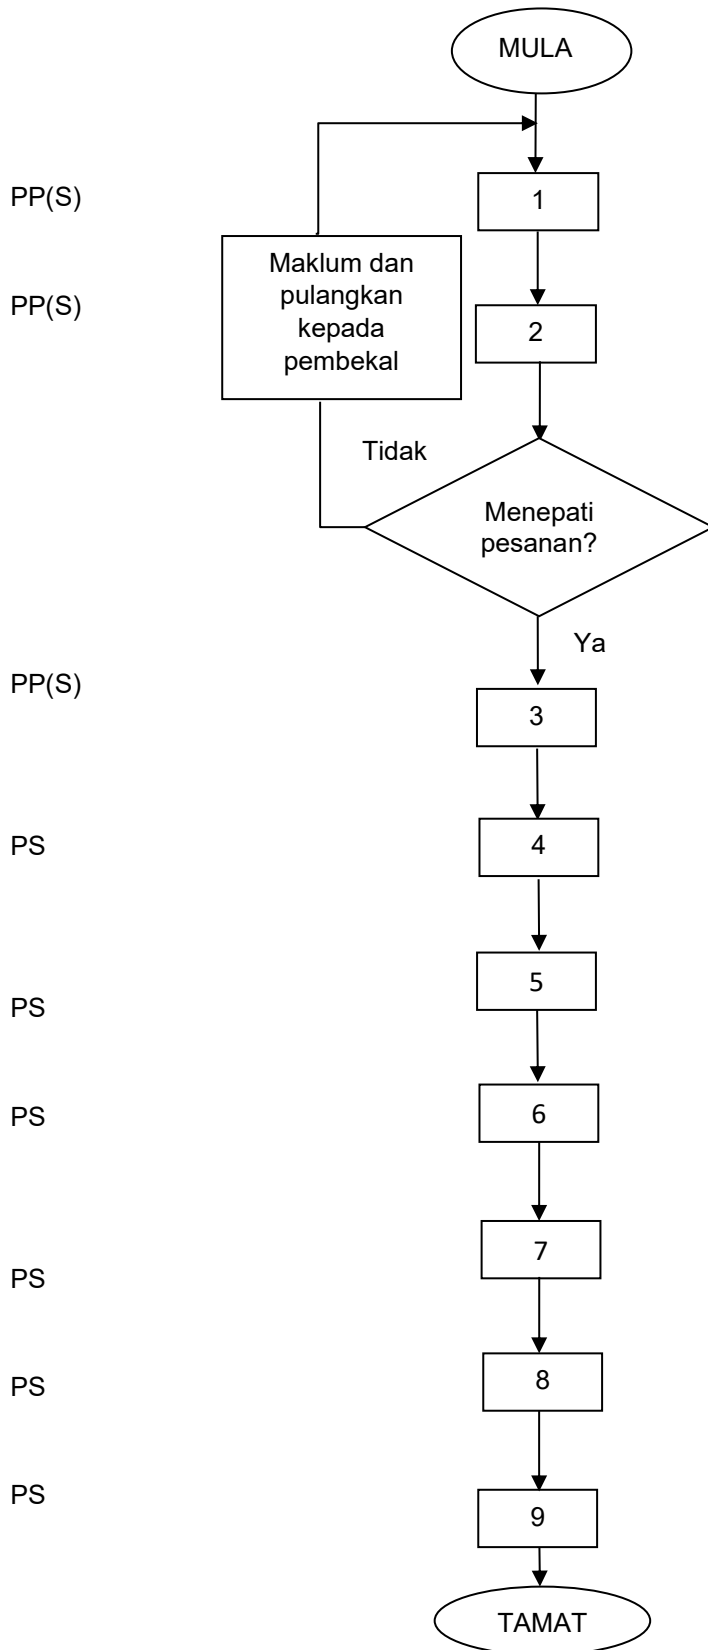 MULA
PP(S)
1
Maklum dan
pulangkan
kepada
pembekal
PP(S)
2
Tidak
Menepati
pesanan?
Ya
PP(S)
3
PS
4
PS
5
PS
6
PS
7
PS
8
PS
9
TAMAT